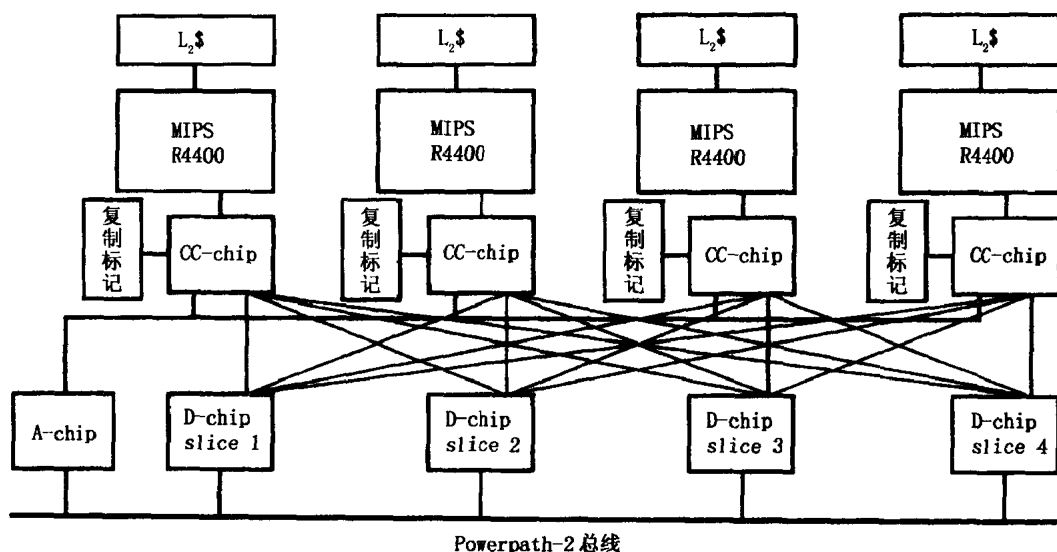 L₂$ L₂$ L₂$ L₂$
MIPS MIPS MIPS MIPS
R4400 R4400 R4400 R4400
复制标记 CC-chip 复制标记 CC-chip 复制标记 CC-chip 复制标记 CC-chip
A-chip
D-chip
slice 1
D-chip
slice 2
D-chip
slice 3
D-chip
slice 4
Powerpath-2 总线